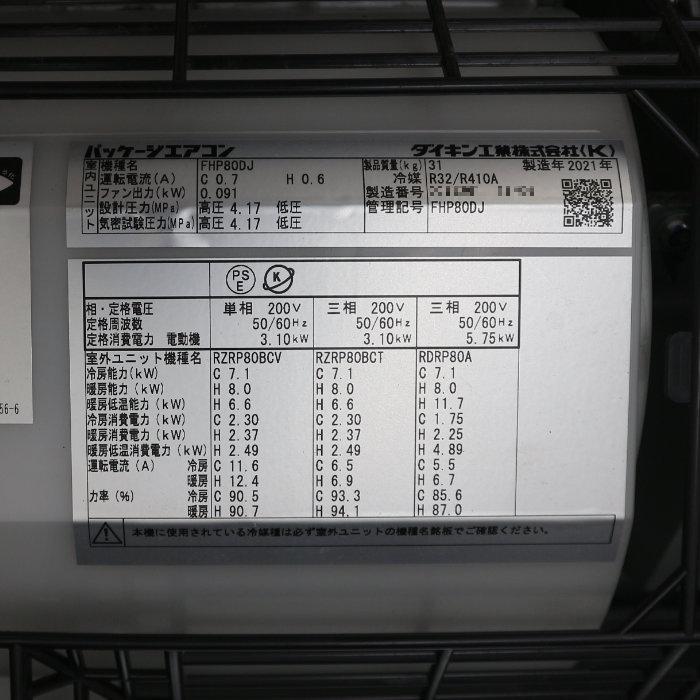 パッケージエアコン ダイキン工業株式会社(K)
室内ユニット
機種名 FHP80DJ 製品質量(kg) 31 製造年 2021年
運転電流(A) C 0.7 H 0.6 冷媒 R32/R410A
ファン出力(kW) 0.091 製造番号
設計圧力(MPa) 高圧 4.17 低圧 管理記号 FHP80DJ
気密試験圧力(MPa) 高圧 4.17 低圧
PS E K
相・定格電圧 単相 200V 三相 200V 三相 200V
定格周波数 50/60Hz 50/60Hz 50/60Hz
定格消費電力 電動機 3.10kW 3.10kW 5.75kW
室外ユニット機種名 RZRP80BCV RZRP80BCT RDRP80A
冷房能力(kW) C 7.1 C 7.1 C 7.1
暖房能力(kW) H 8.0 H 8.0 H 8.0
暖房低温能力(kW) H 6.6 H 6.6 H 11.7
冷房消費電力(kW) C 2.30 C 2.30 C 1.75
暖房消費電力(kW) H 2.37 H 2.37 H 2.25
暖房低温消費電力(kW) H 2.49 H 2.49 H 4.89
運転電流(A) 冷房 C 11.6 C 6.5 C 5.5
暖房 H 12.4 H 6.9 H 6.7
力率(%) 冷房 C 90.5 C 93.3 C 85.6
暖房 H 90.7 H 94.1 H 87.0
本機に使用されている冷媒種は必ず室外ユニットの機種名銘板でご確認ください。
56-6